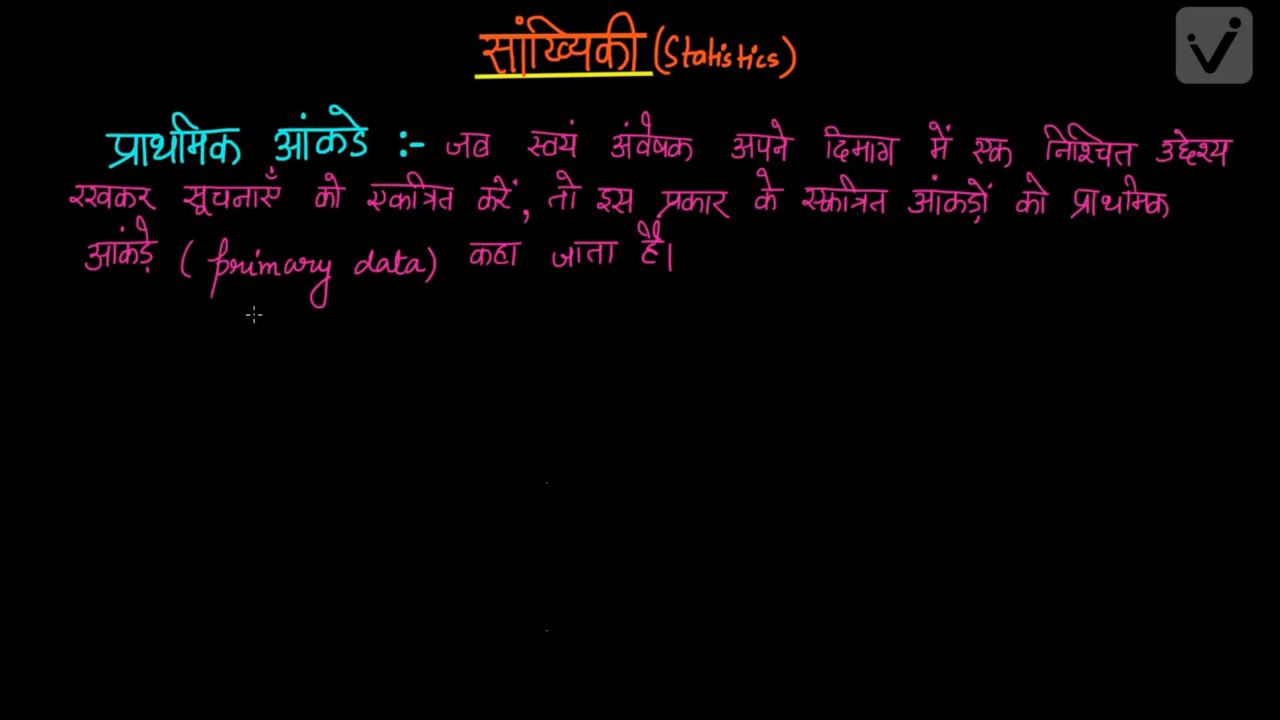 सांख्यिकी (Statistics)
प्राथमिक आंकडे :- जब स्वयं अंवेषक अपने दिमाग में एक निश्चित उद्देश्य
रखकर सूचनाएँ को एकत्रित करें, तो इस प्रकार के एकत्रित आंकड़ों को प्राथमिक
आंकड़े (primary data) कहा जाता है।